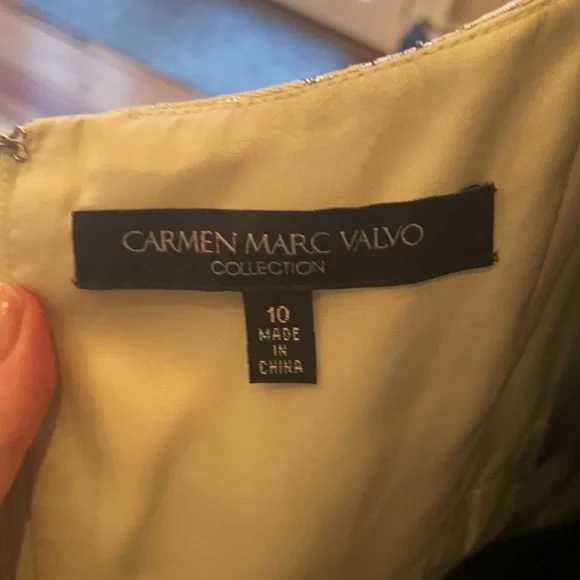 CARMEN MARC VALVO
COLLECTION
10
MADE
IN
CHINA